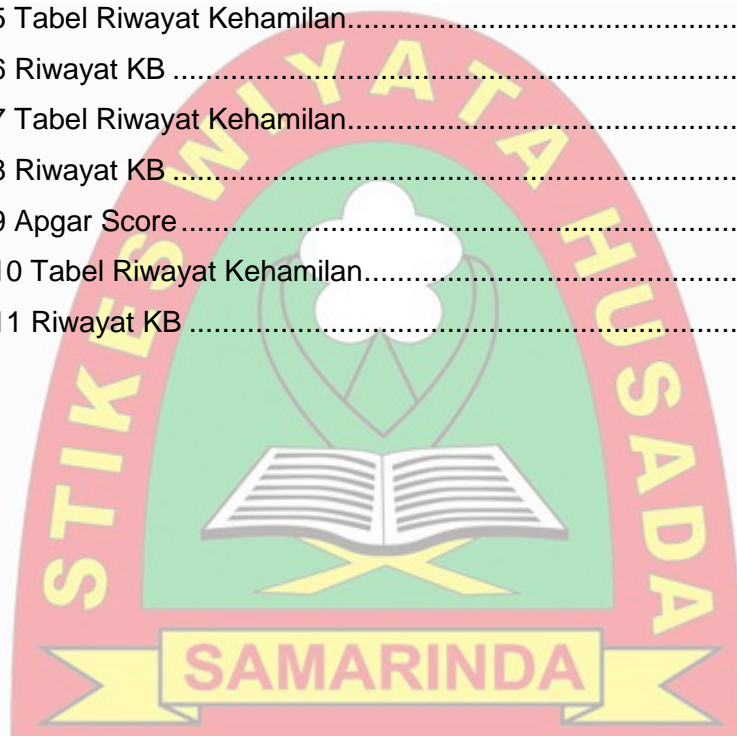 5 Tabel Riwayat Kehamilan................................................
6 Riwayat KB ......................................................................
7 Tabel Riwayat Kehamilan................................................
8 Riwayat KB ......................................................................
9 Apgar Score.....................................................................
10 Tabel Riwayat Kehamilan..............................................
11 Riwayat KB ....................................................................
STIKES WIYATA HUSADA
SAMARINDA